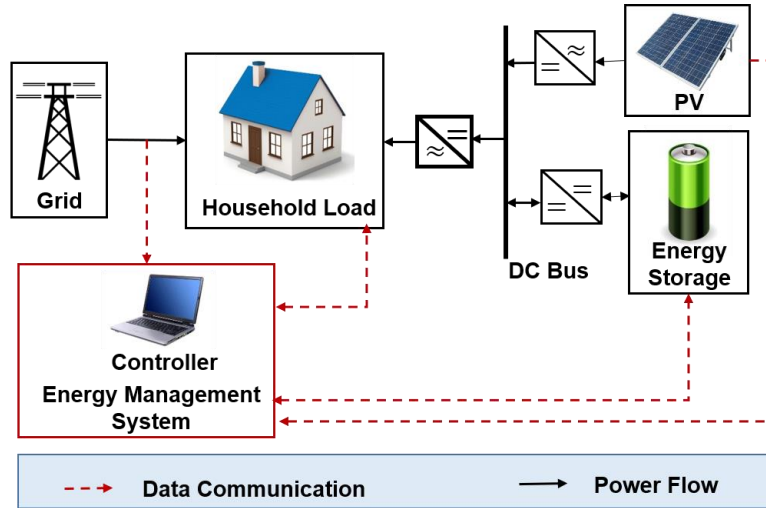 PV
Grid
Household Load
Energy
Storage
DC Bus
Controller
Energy Management
System
Data Communication
Power Flow